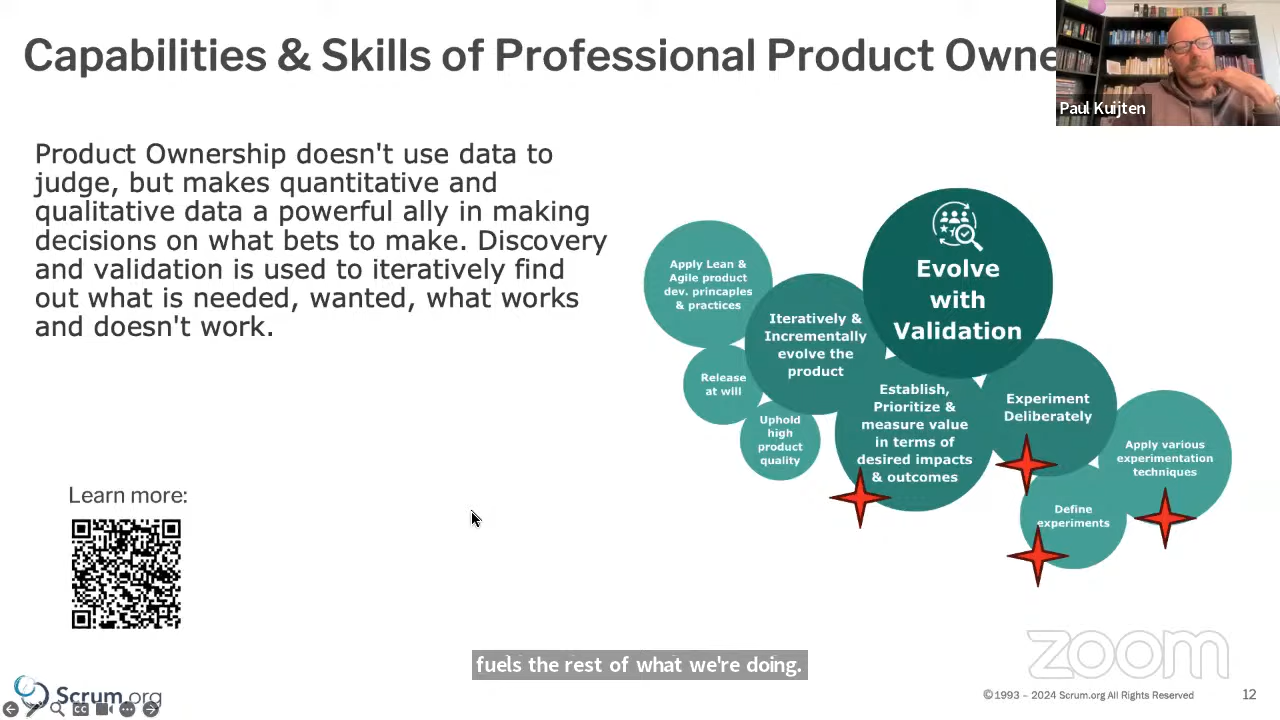 Capabilities & Skills of Professional Product Owne
Paul Kuijten
Product Ownership doesn't use data to
judge, but makes quantitative and
qualitative data a powerful ally in making
decisions on what bets to make. Discovery
and validation is used to iteratively find
out what is needed, wanted, what works
and doesn't work.
Evolve
with
Validation
Apply Lean &
Agile product
dev. princaples
& practices
Iteratively &
Incrementally
evolve the
product
Release
at will
Uphold
high
product
quality
Establish,
Prioritize &
measure value
in terms of
desired impacts
& outcomes
Experiment
Deliberately
Apply various
experimentation
techniques
Define
experiments
Learn more:
fuels the rest of what we're doing.
zoom
Scrum.org
CC
©1993 – 2024 Scrum.org All Rights Reserved
12